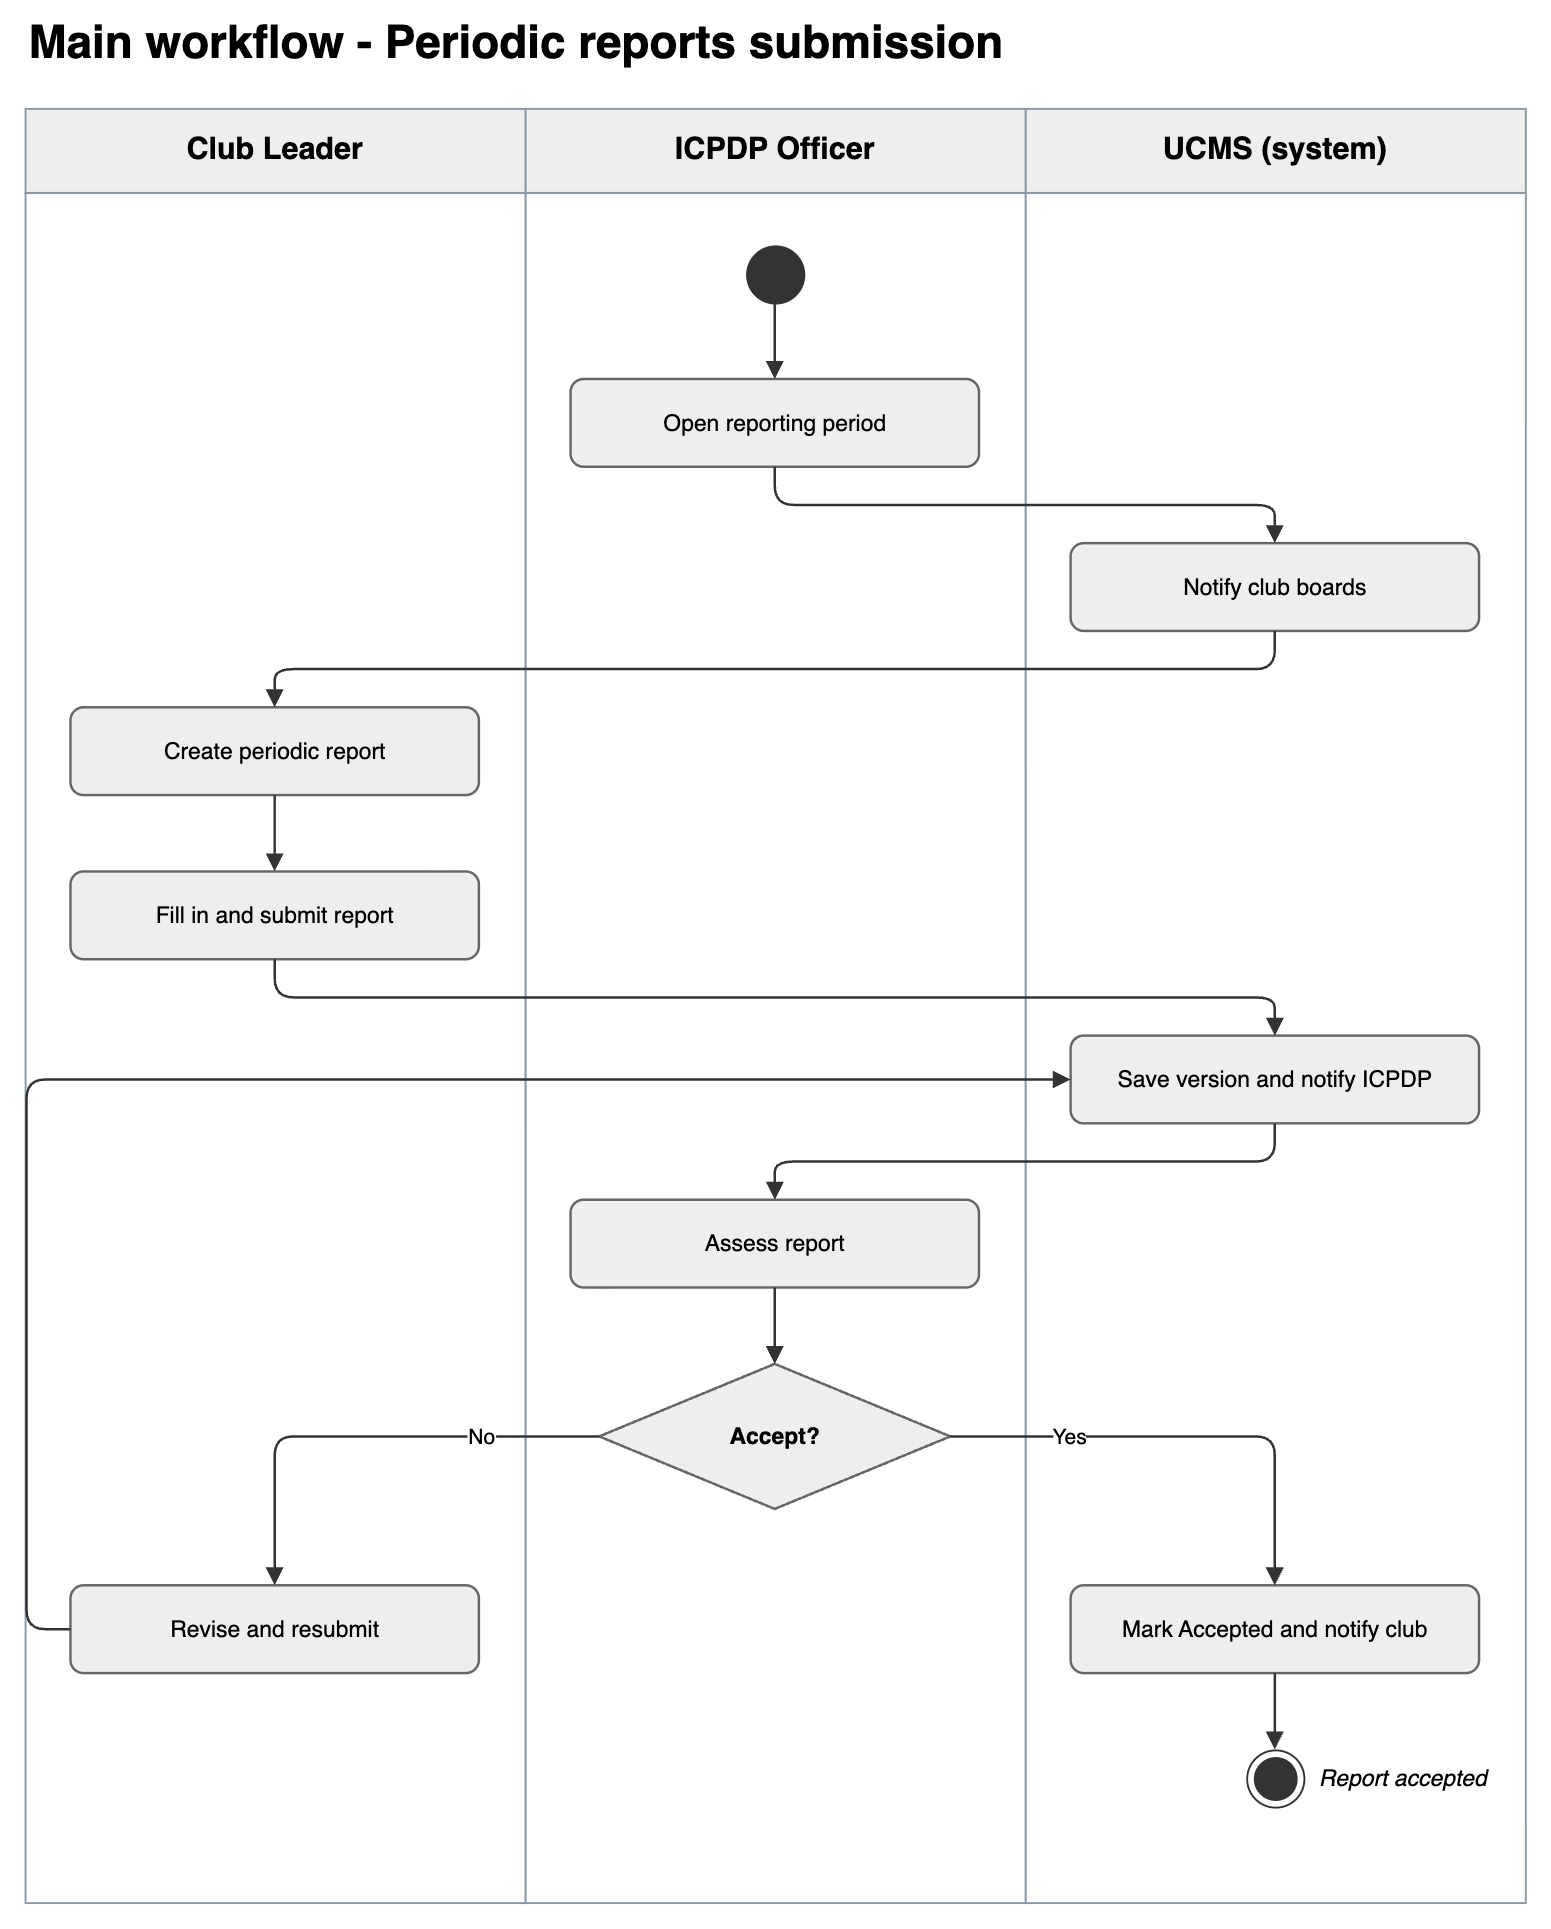 Main workflow - Periodic reports submission
Club Leader
ICPDP Officer
UCMS (system)
Open reporting period
Notify club boards
Create periodic report
Fill in and submit report
Save version and notify ICPDP
Assess report
Accept?
No
Yes
Revise and resubmit
Mark Accepted and notify club
Report accepted